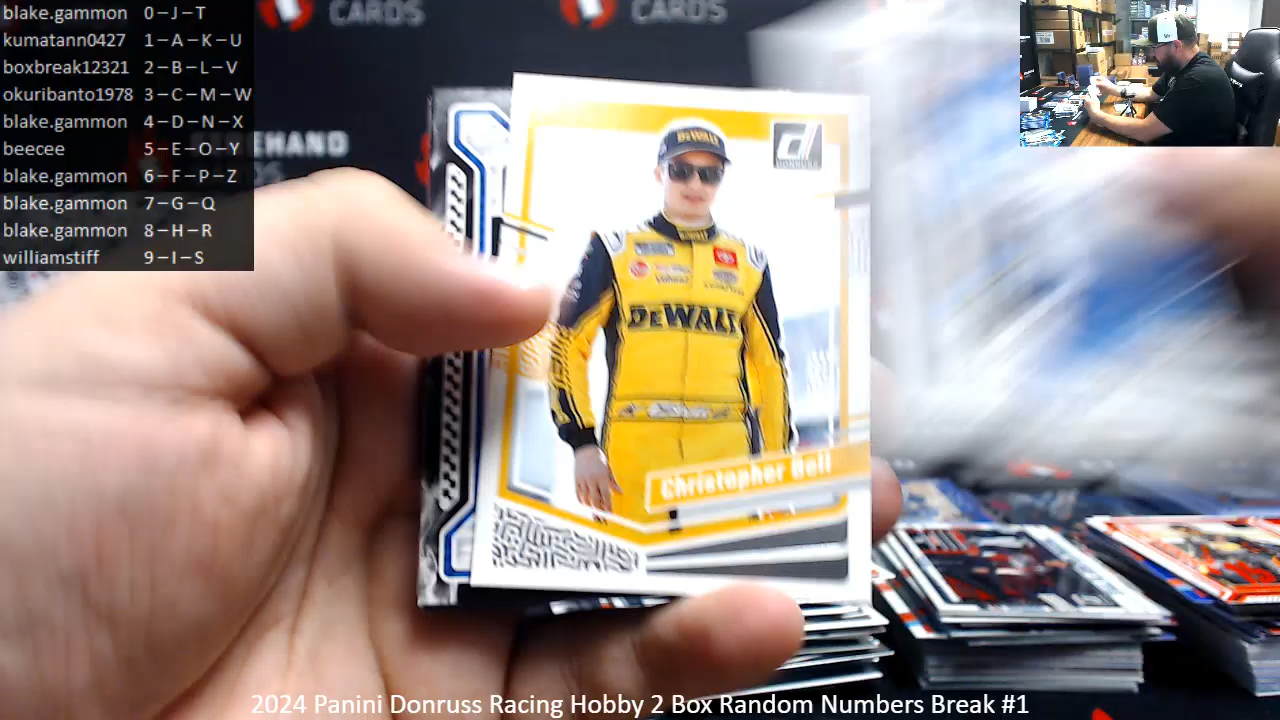 blake.gammon 0-J-T
kumatann0427 1-A-K-U
boxbreak12321 2-B-L-V
okuribanto1978 3-C-M-W
blake.gammon 4-D-N-X
beecee 5-E-O-Y
blake.gammon 6-F-P-Z
blake.gammon 7-G-Q
blake.gammon 8-H-R
williamstiff 9-I-S
CARDS
CARDS
DEWALT
d
DONRUSS
DEWALT
Christopher Bell
2024 Panini Donruss Racing Hobby 2 Box Random Numbers Break #1